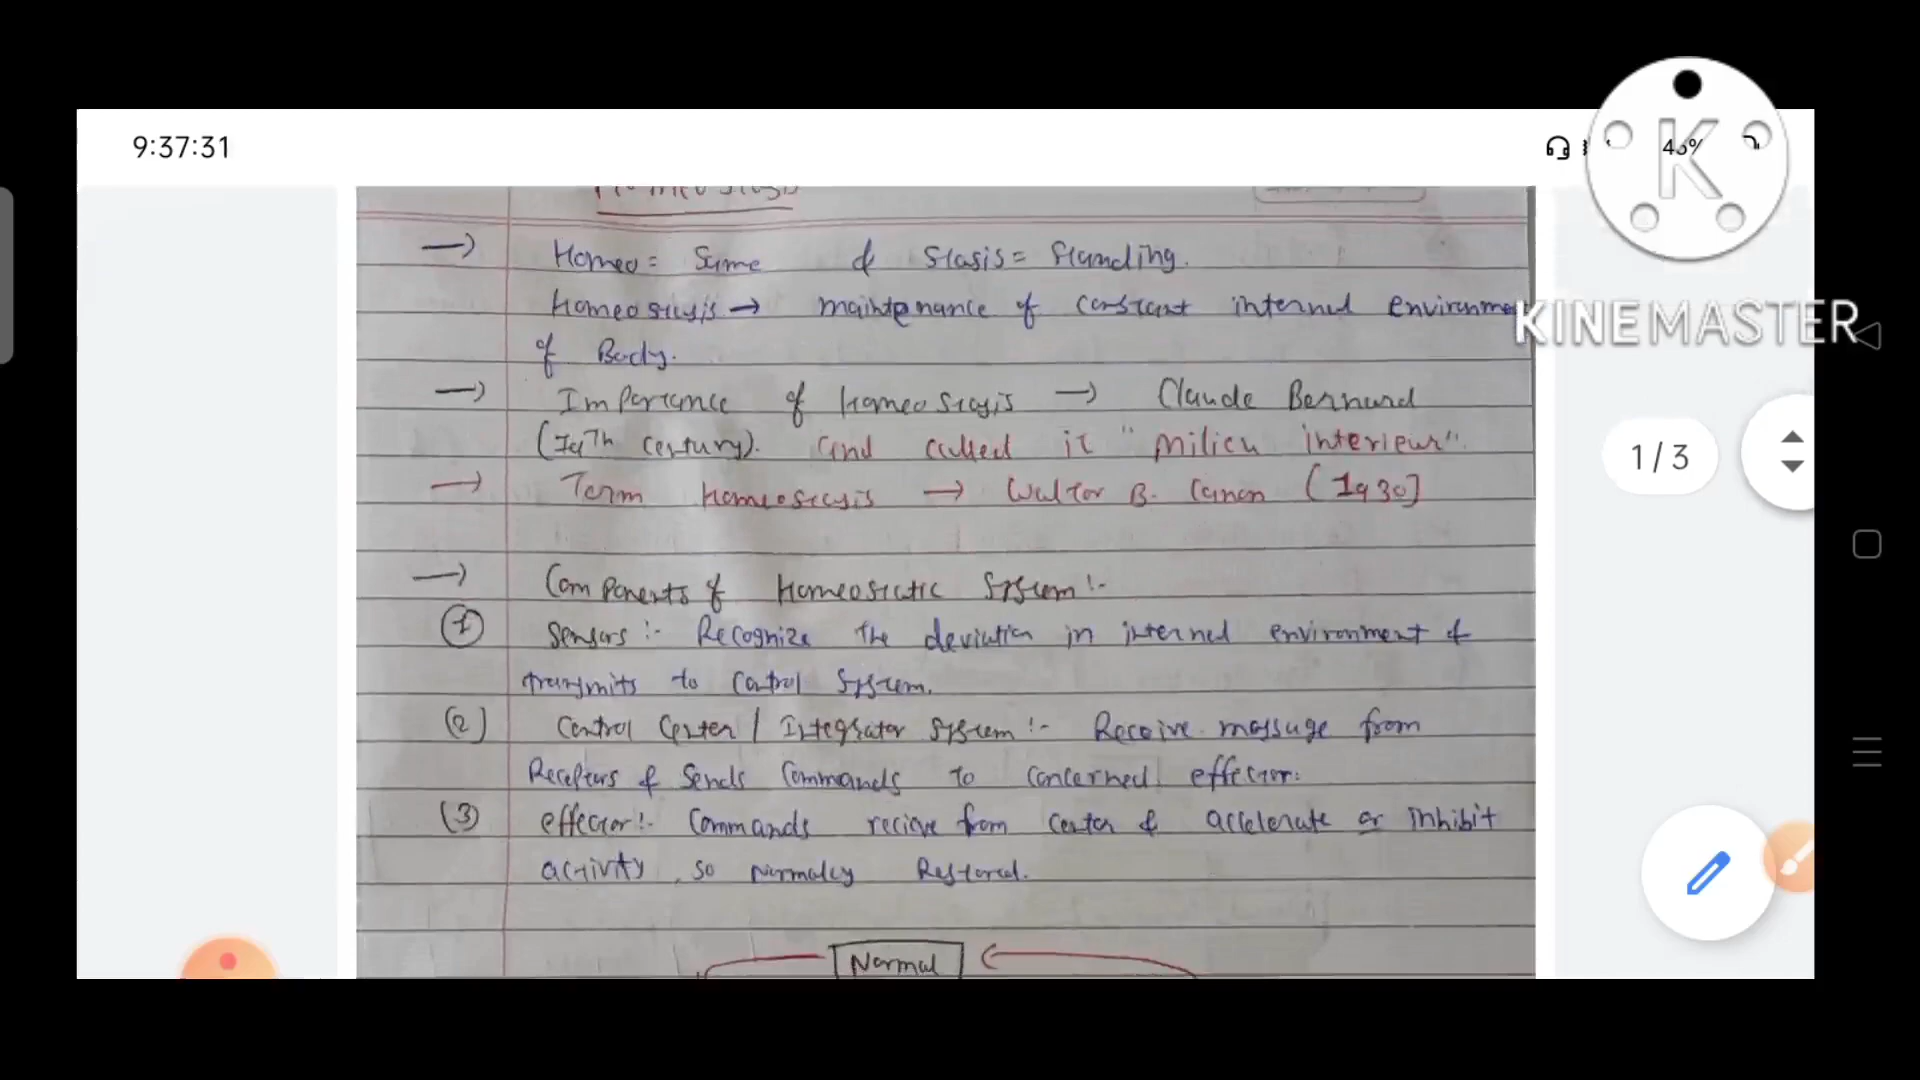 9:37:31
Homeostasis
Homeo = Same & Stasis = Standing.
Homeostasis → maintenance of constant internal environme
of Body.
KINEMASTER
→ Importance of Homeostasis → Claude Bernard
(19Th century). and called it "milieu interieur".
1/3
→ Term Homeostasis → Walter B. Canon (1930)
→ Components of Homeostatic System :-
(1) Sensors :- Recognize the deviation in internal environment &
transmits to Control System.
(2) Control Center / Integrator System :- Receive message from
Receptors & Sends Commands to concerned effector.
(3) effector :- Commands recieve from center & accelerate or inhibit
activity, so normalcy Restored.
Normal